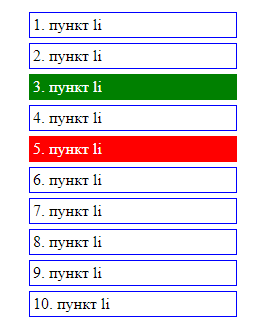 1. пункт li
2. пункт li
3. пункт li
4. пункт li
5. пункт li
6. пункт li
7. пункт li
8. пункт li
9. пункт li
10. пункт li